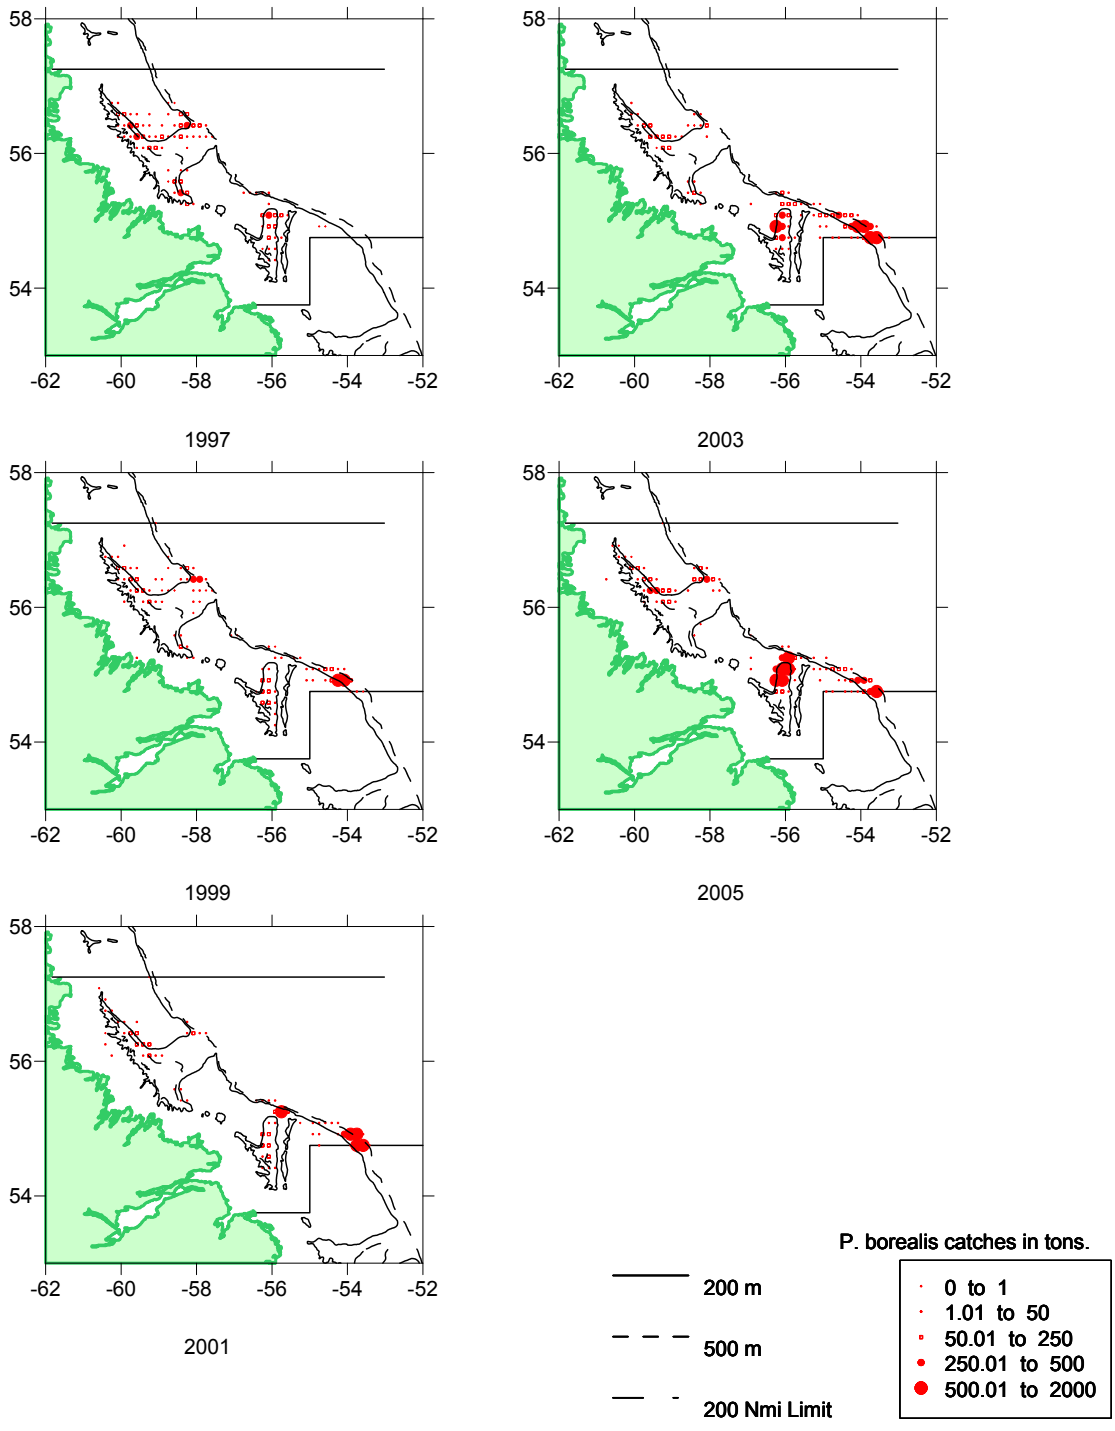 58
56
54
-62 -60 -58 -56 -54 -52
1997
58
56
54
-62 -60 -58 -56 -54 -52
2003
58
56
54
-62 -60 -58 -56 -54 -52
1999
58
56
54
-62 -60 -58 -56 -54 -52
2005
58
56
54
-62 -60 -58 -56 -54 -52
2001
200 m
500 m
200 Nmi Limit
P. borealis catches in tons.
0 to 1
1.01 to 50
50.01 to 250
250.01 to 500
500.01 to 2000